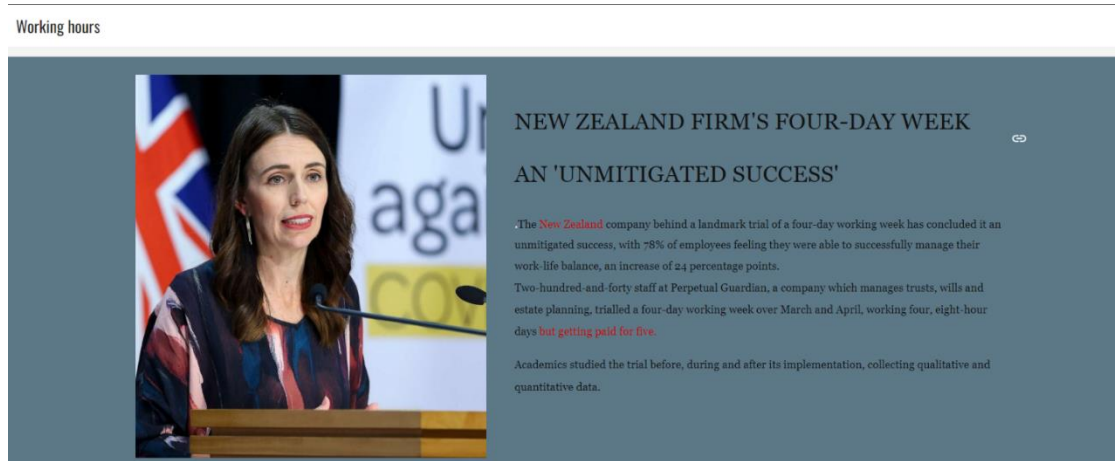 Working hours
Un
aga
COV
NEW ZEALAND FIRM'S FOUR-DAY WEEK
AN 'UNMITIGATED SUCCESS'
.The New Zealand company behind a landmark trial of a four-day working week has concluded it an
unmitigated success, with 78% of employees feeling they were able to successfully manage their
work-life balance, an increase of 24 percentage points.
Two-hundred-and-forty staff at Perpetual Guardian, a company which manages trusts, wills and
estate planning, trialled a four-day working week over March and April, working four, eight-hour
days but getting paid for five.
Academics studied the trial before, during and after its implementation, collecting qualitative and
quantitative data.